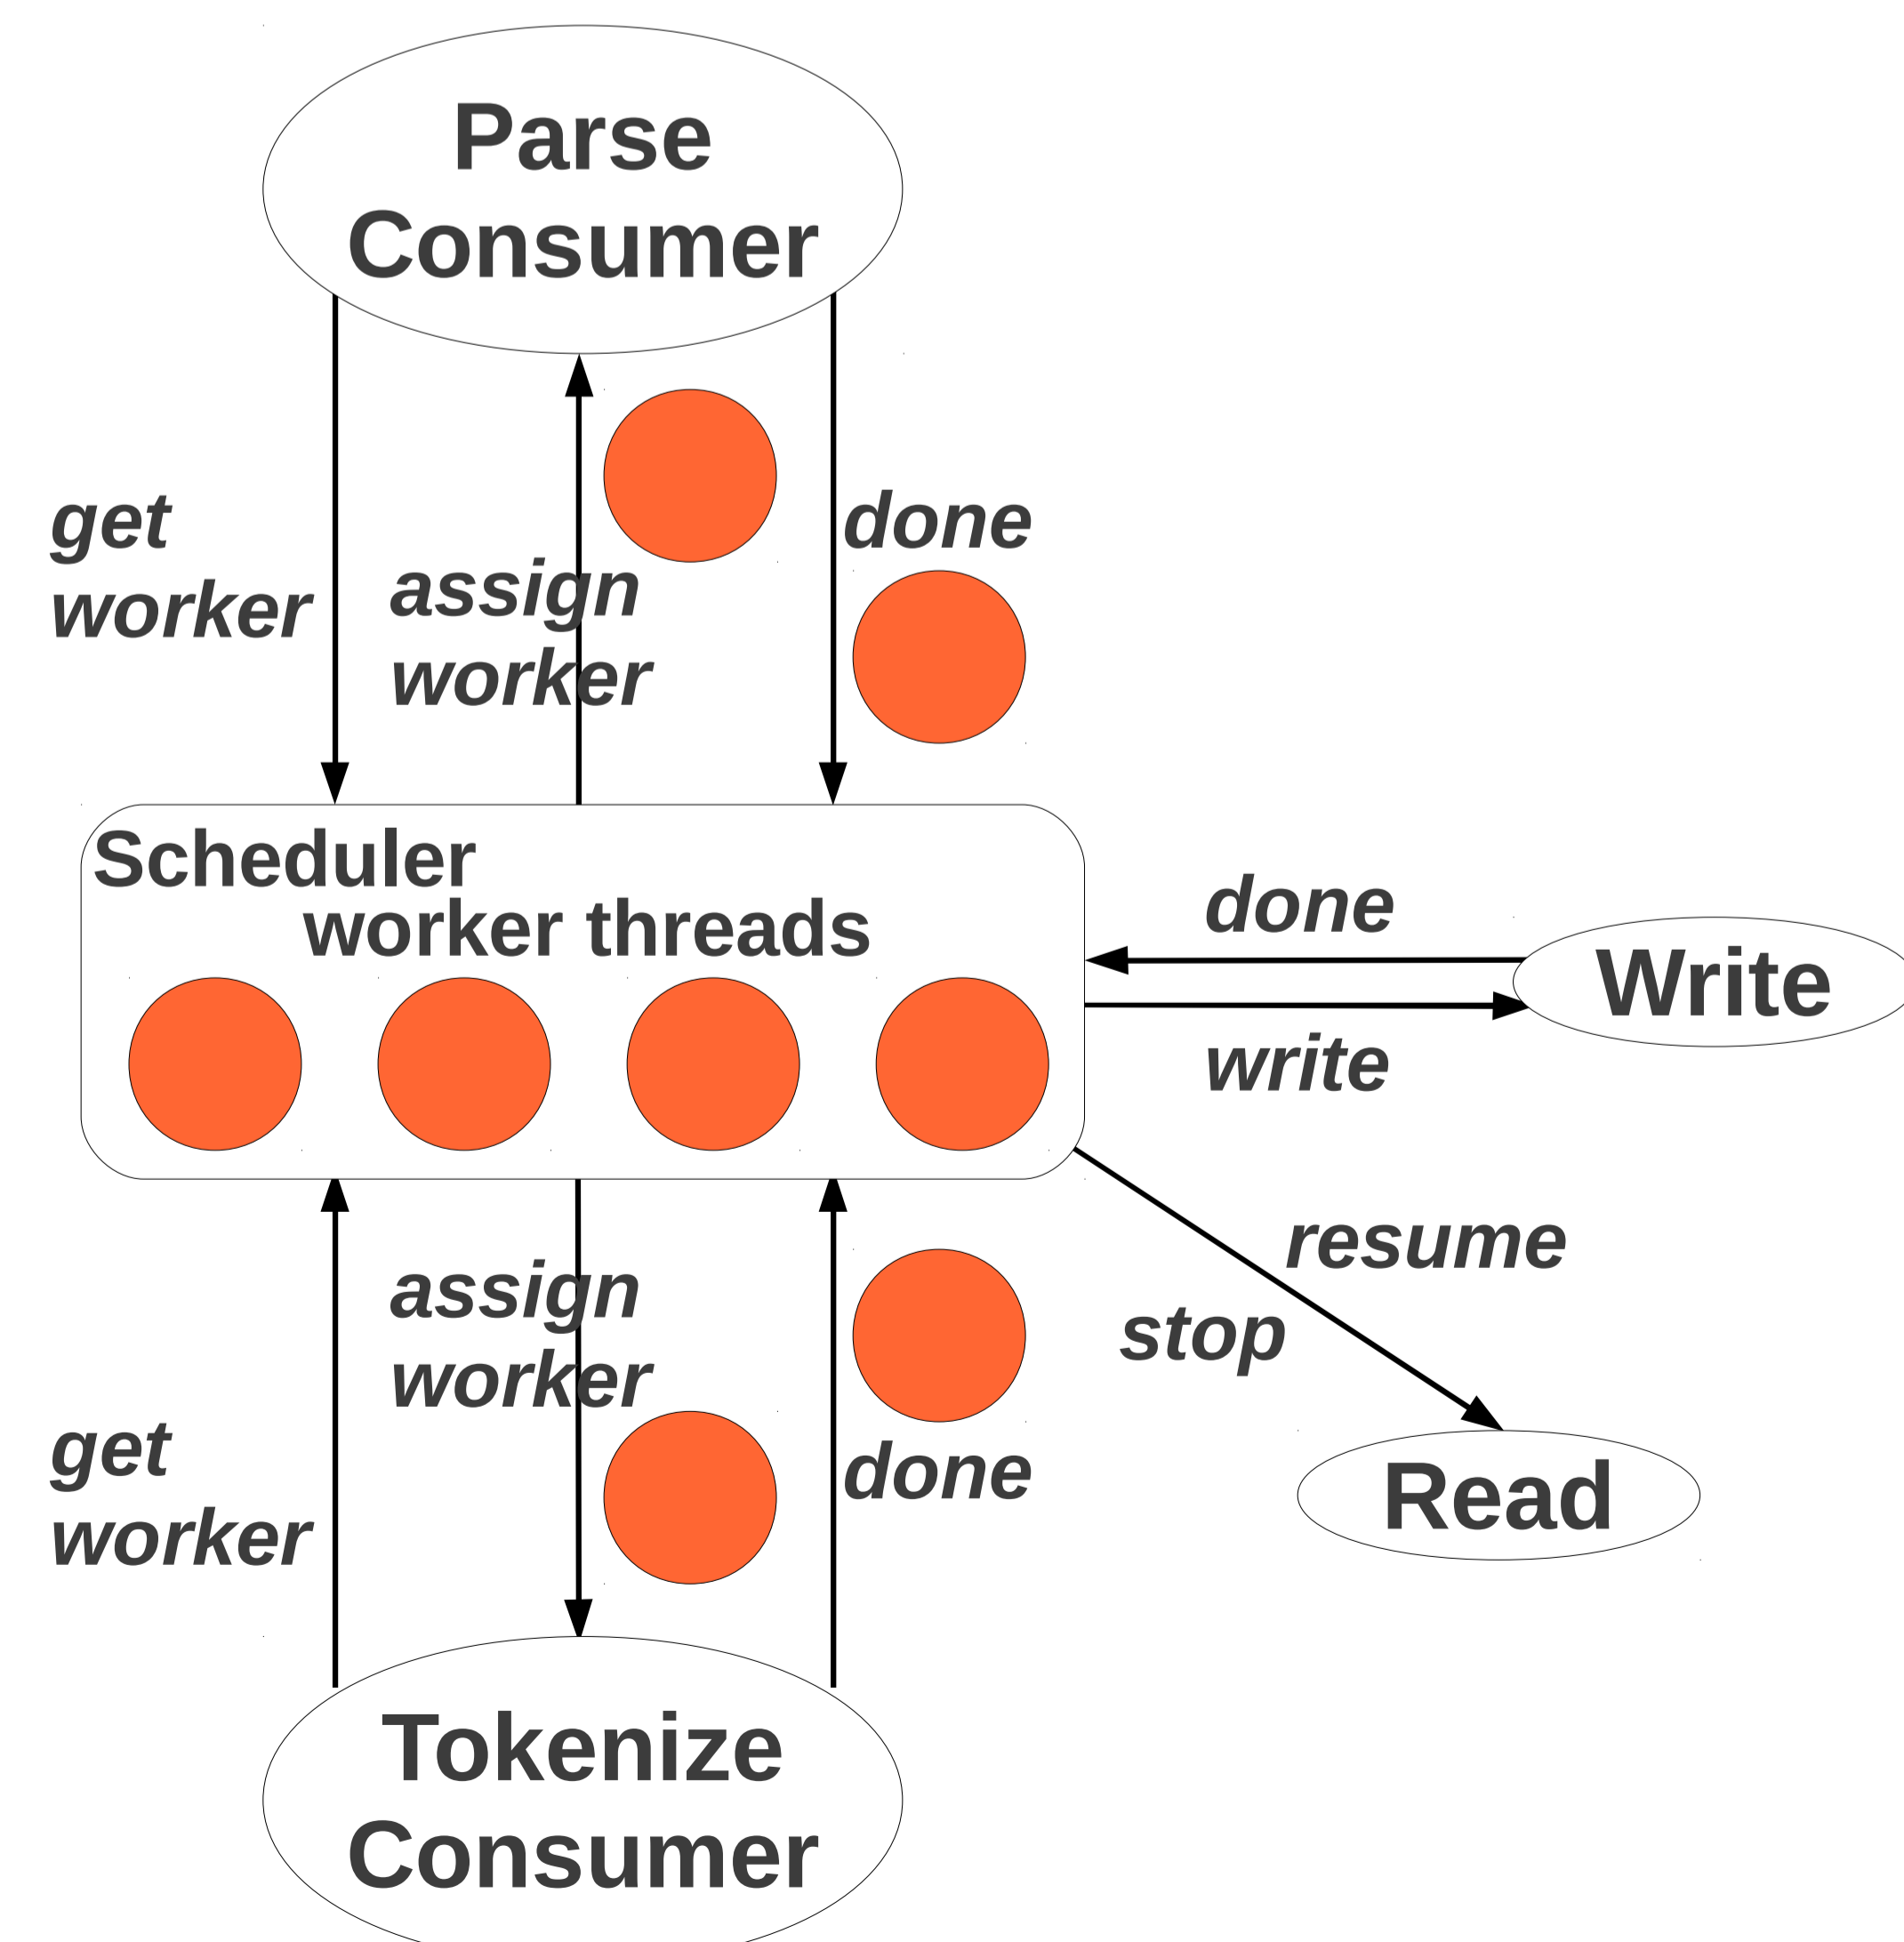 Parse
Consumer
get
worker
assign
worker
done
Scheduler
worker threads
done
Write
write
resume
stop
Read
assign
worker
get
worker
done
Tokenize
Consumer